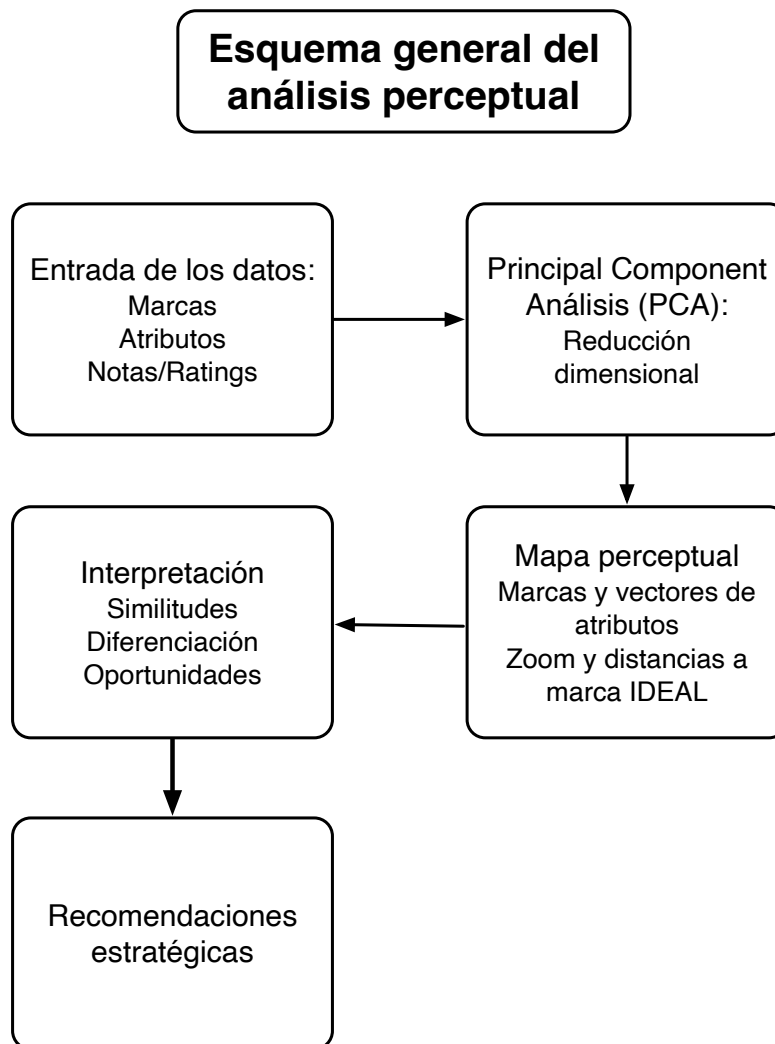 Esquema general del
análisis perceptual
Entrada de los datos:
Marcas
Atributos
Notas/Ratings
Principal Component
Análisis (PCA):
Reducción
dimensional
Mapa perceptual
Marcas y vectores de
atributos
Zoom y distancias a
marca IDEAL
Interpretación
Similitudes
Diferenciación
Oportunidades
Recomendaciones
estratégicas